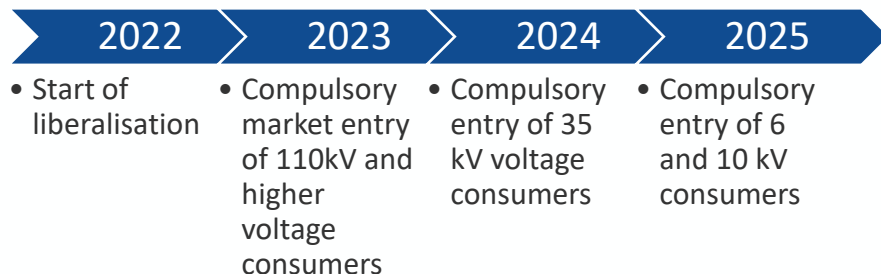 2022
2023
2024
2025
• Start of
liberalisation
• Compulsory
market entry
of 110kV and
higher
voltage
consumers
• Compulsory
entry of 35
kV voltage
consumers
• Compulsory
entry of 6
and 10 kV
consumers